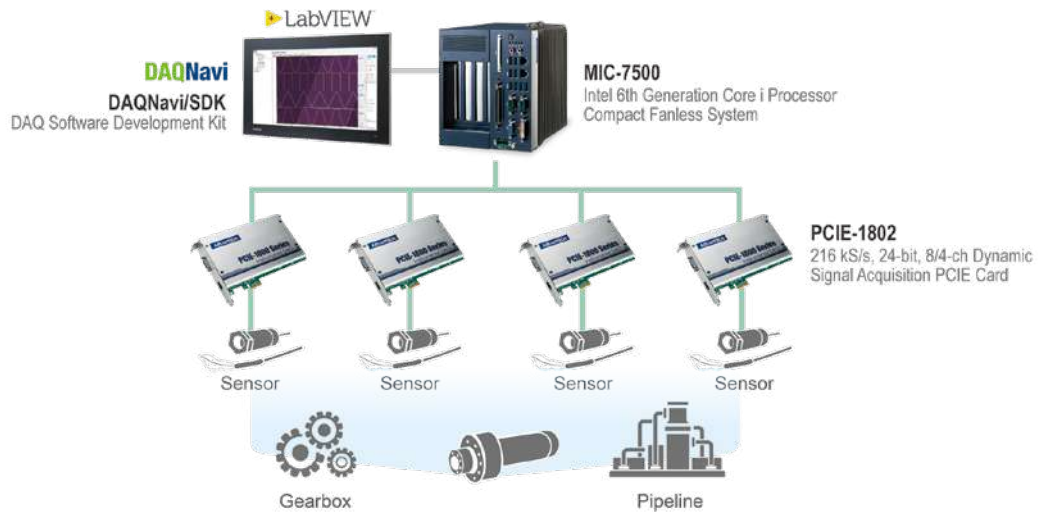 LabVIEW
DAQNavi
DAQNavi/SDK
DAQ Software Development Kit
MIC-7500
Intel 6th Generation Core i Processor
Compact Fanless System
PCIE-1800 Series
PCIE-1800 Series
PCIE-1800 Series
PCIE-1800 Series
PCIE-1802
216 kS/s, 24-bit, 8/4-ch Dynamic
Signal Acquisition PCIE Card
Sensor
Sensor
Sensor
Sensor
Gearbox
Pipeline